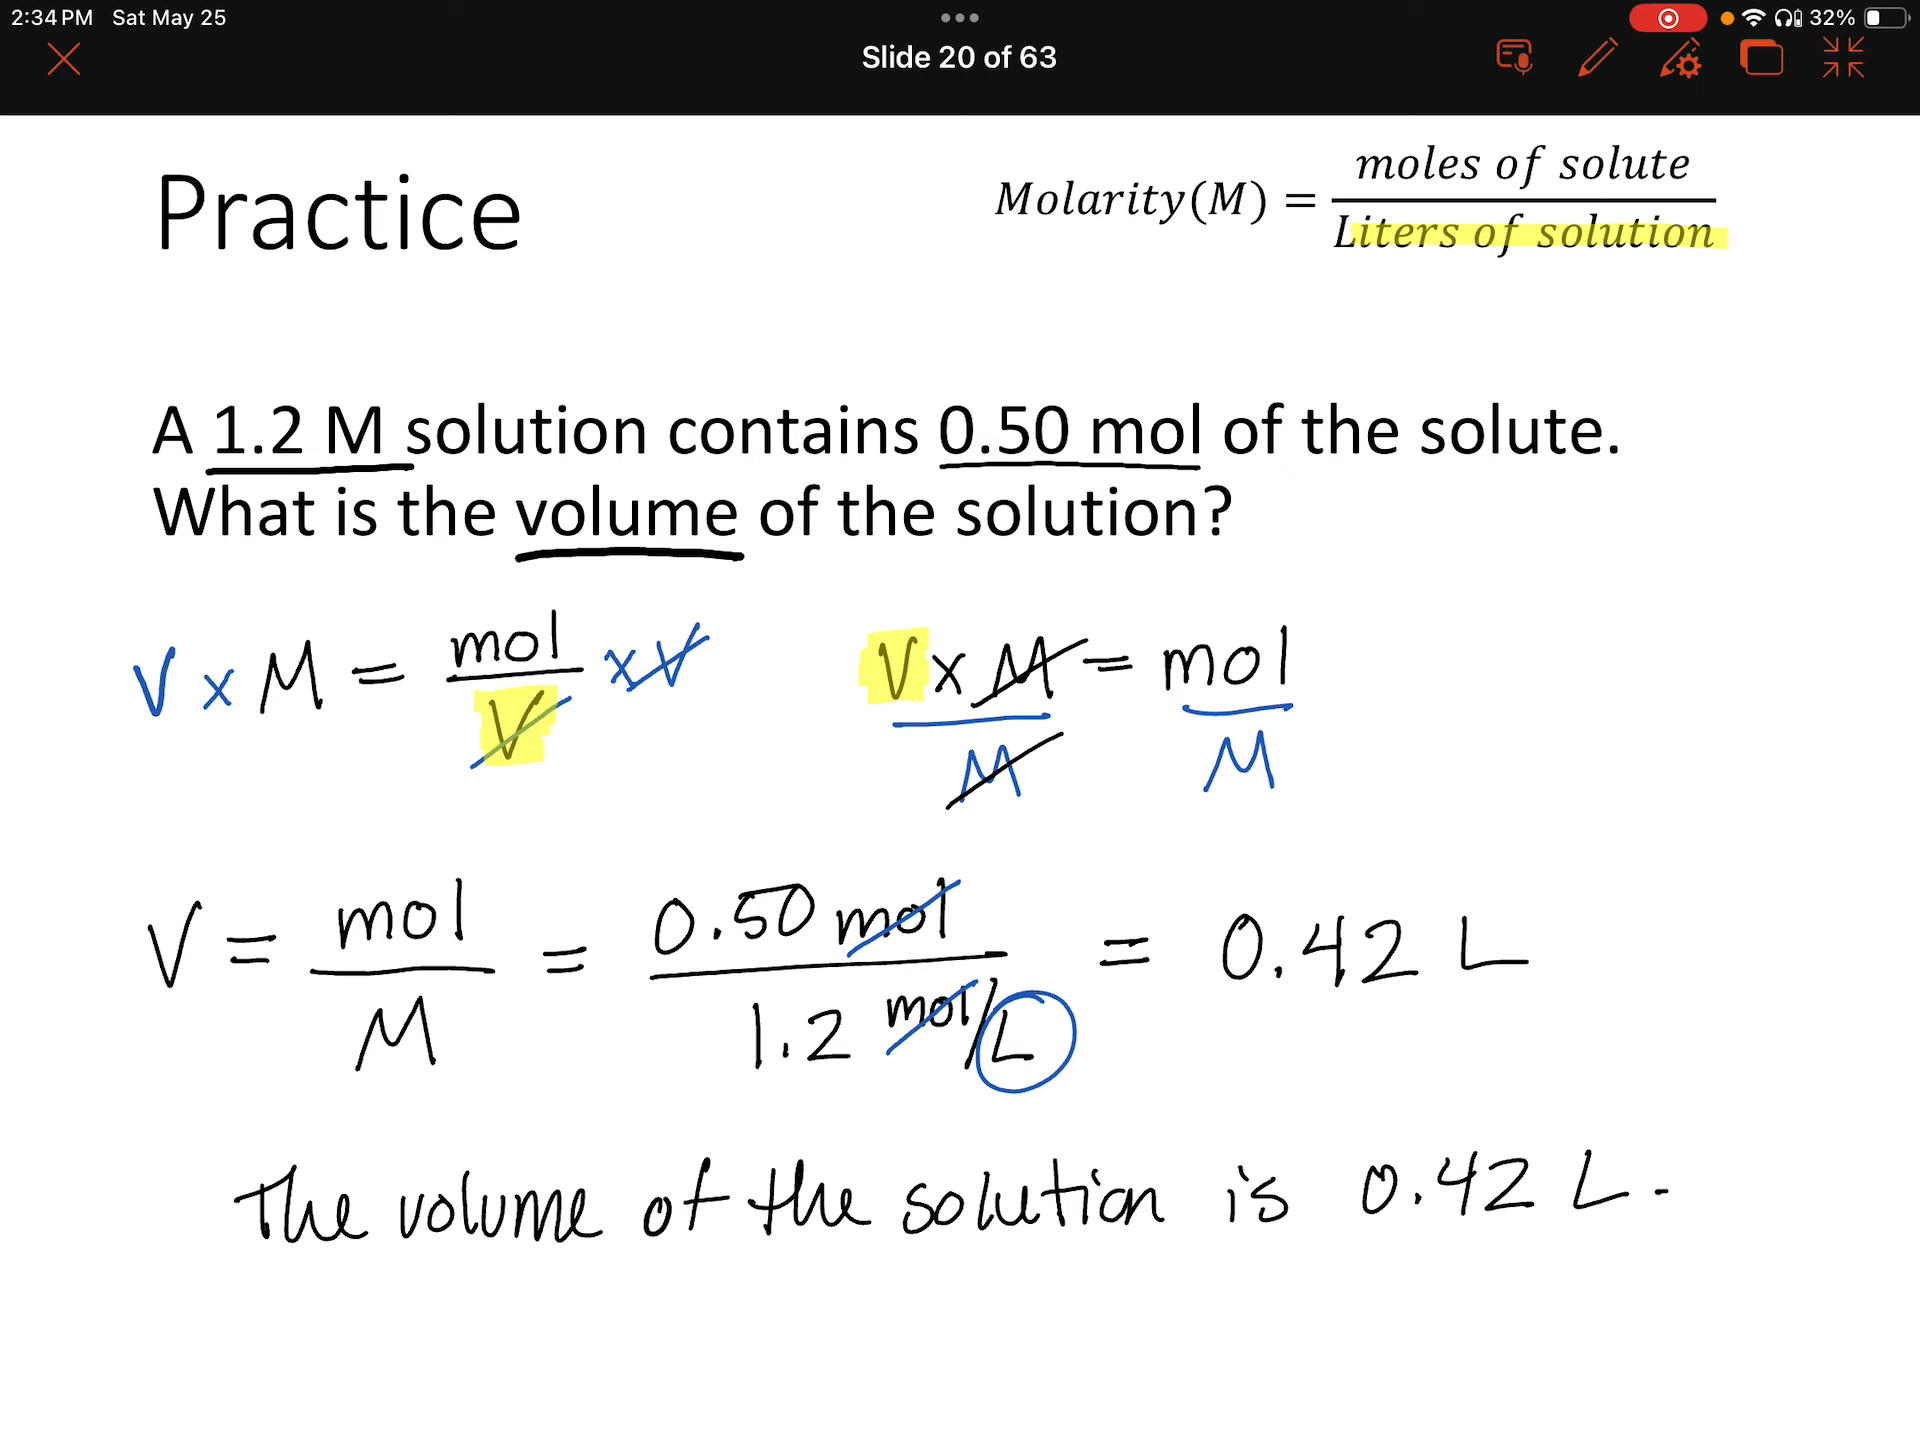 2:34 PM Sat May 25
32%
Slide 20 of 63
Practice
Molarity(M) = moles of solute / Liters of solution
A 1.2 M solution contains 0.50 mol of the solute.
What is the volume of the solution?
V x M = mol / V x V
V x M / M = mol / M
V = mol / M = 0.50 mol / 1.2 mol/L = 0.42 L
The volume of the solution is 0.42 L.